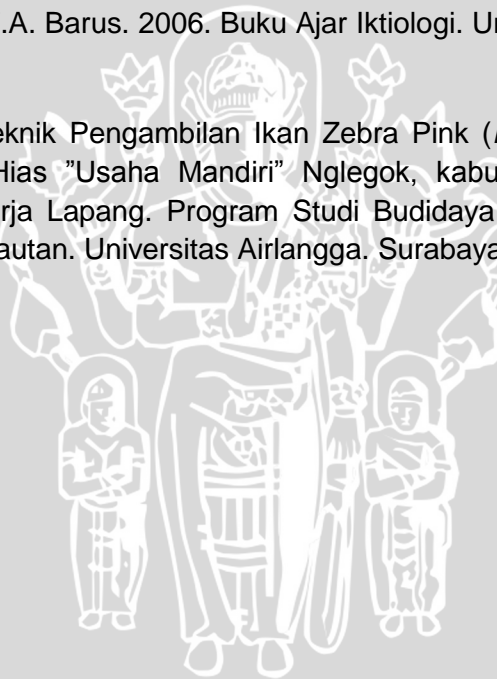 .A. Barus. 2006. Buku Ajar Iktiologi. Un
eknik Pengambilan Ikan Zebra Pink (
Hias ”Usaha Mandiri” Nglegok, kabu
rja Lapang. Program Studi Budidaya
autan. Universitas Airlangga. Surabaya